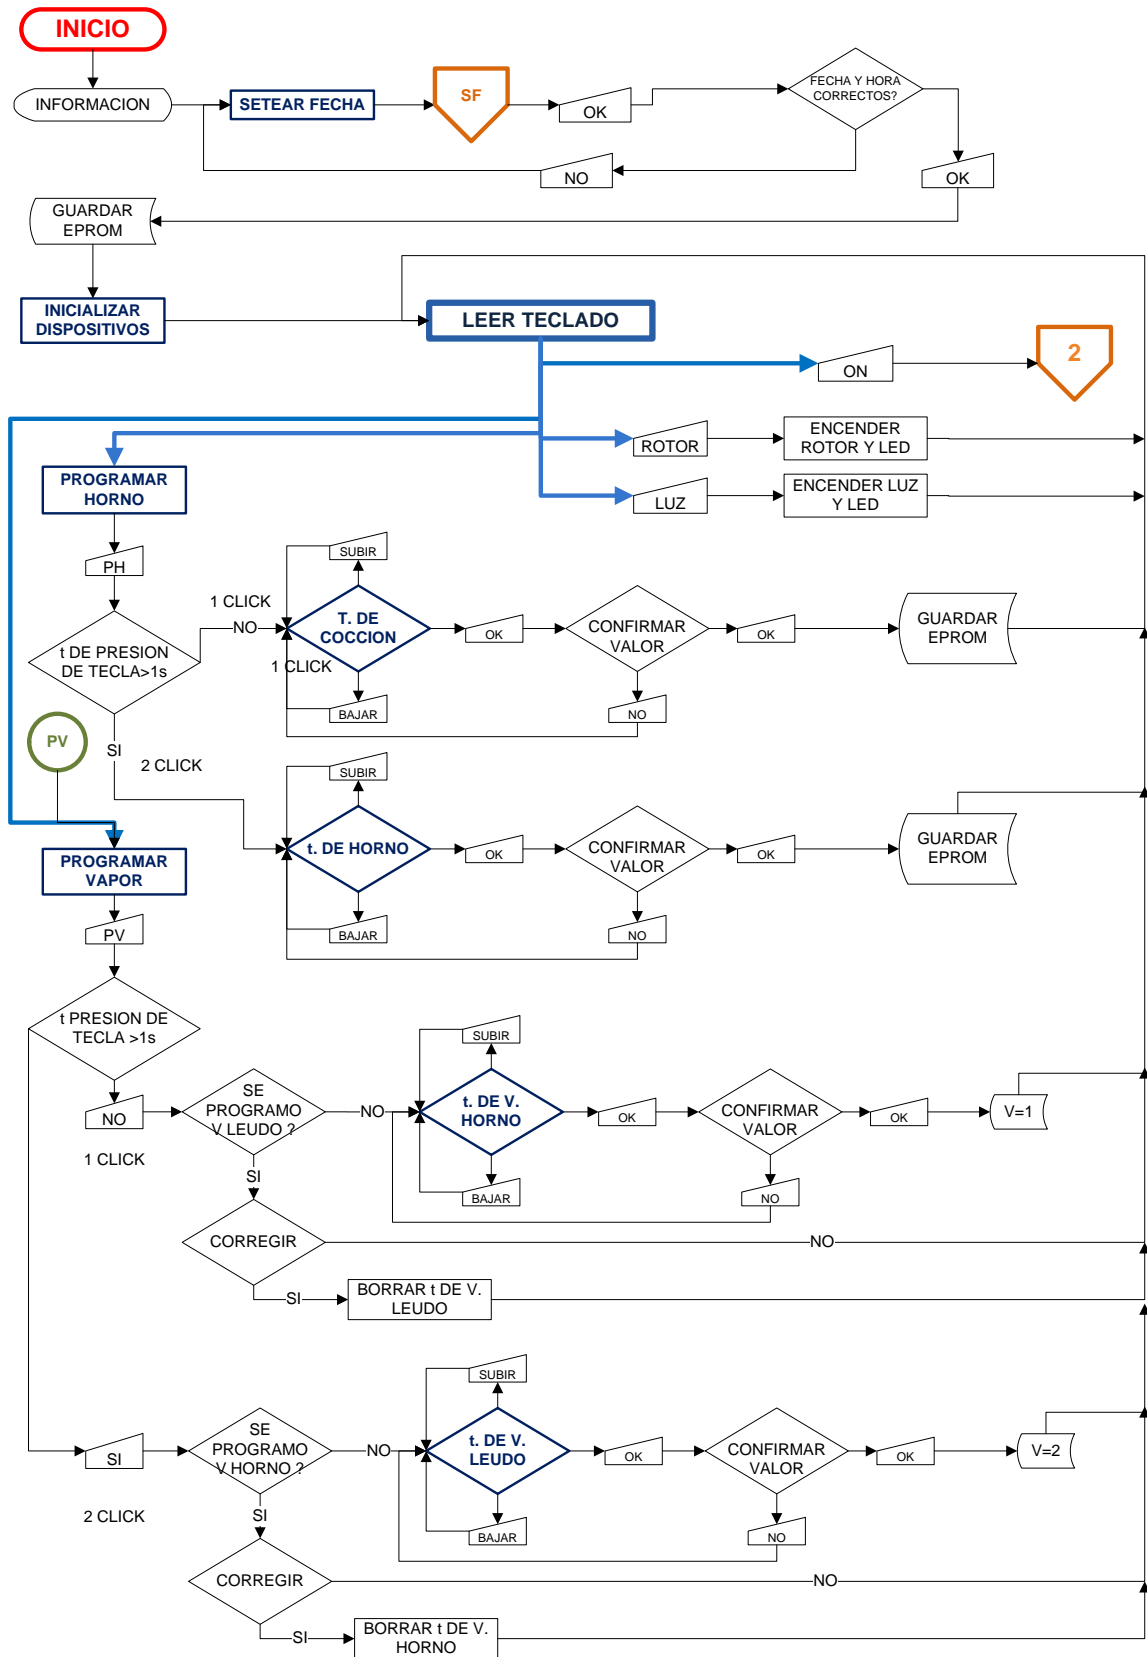 INICIO
INFORMACION
SETEAR FECHA
SF
OK
FECHA Y HORA
CORRECTOS?
NO
OK
GUARDAR
EPROM
INICIALIZAR
DISPOSITIVOS
LEER TECLADO
ON
2
ROTOR
ENCENDER
ROTOR Y LED
LUZ
ENCENDER LUZ
Y LED
PROGRAMAR
HORNO
PH
t DE PRESION
DE TECLA>1s
1 CLICK
NO
SUBIR
T. DE
COCCION
1 CLICK
BAJAR
OK
CONFIRMAR
VALOR
NO
OK
GUARDAR
EPROM
SI
2 CLICK
PV
SUBIR
t. DE HORNO
BAJAR
OK
CONFIRMAR
VALOR
NO
OK
GUARDAR
EPROM
PROGRAMAR
VAPOR
PV
t PRESION DE
TECLA >1s
NO
1 CLICK
SE
PROGRAMO
V LEUDO ?
NO
SUBIR
t. DE V.
HORNO
BAJAR
OK
CONFIRMAR
VALOR
NO
OK
V=1
SI
CORREGIR
NO
SI
BORRAR t DE V.
LEUDO
SI
2 CLICK
SE
PROGRAMO
V HORNO ?
NO
SUBIR
t. DE V.
LEUDO
BAJAR
OK
CONFIRMAR
VALOR
NO
OK
V=2
SI
CORREGIR
NO
SI
BORRAR t DE V.
HORNO